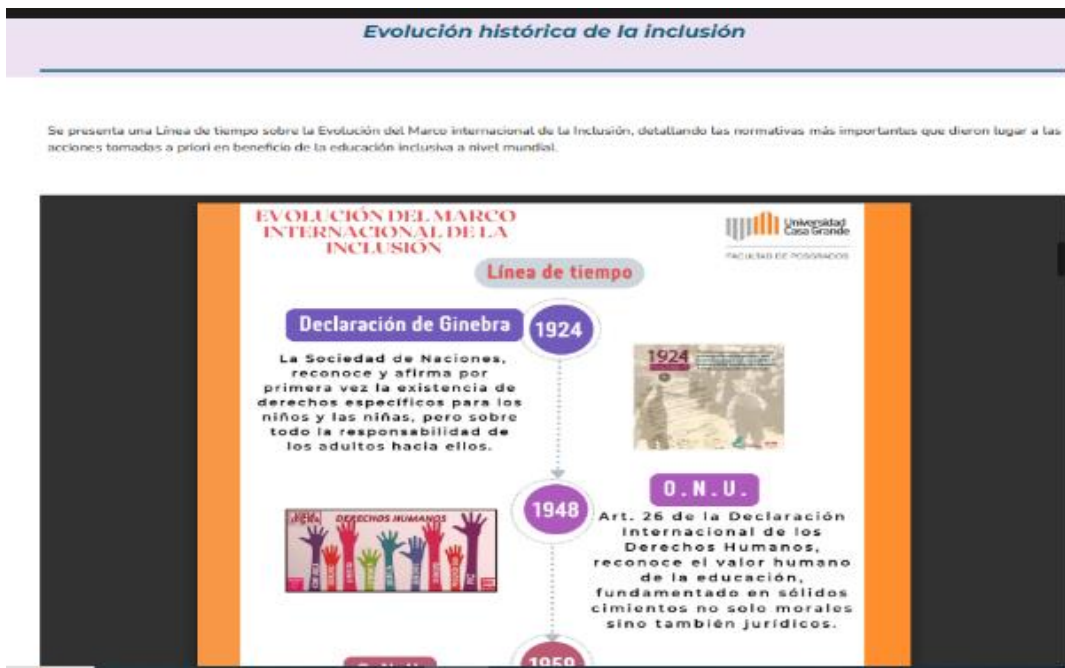 Evolución histórica de la inclusión
Se presenta una Línea de tiempo sobre la Evolución del Marco internacional de la Inclusión, detallando las normativas más importantes que dieron lugar a las
acciones tomadas a priori en beneficio de la educación inclusiva a nivel mundial.
EVOLUCIÓN DEL MARCO
INTERNACIONAL DE LA
INCLUSIÓN
Universidad
Casa Grande
FACULTAD DE POSGRADOS
Línea de tiempo
Declaración de Ginebra
1924
La Sociedad de Naciones,
reconoce y afirma por
primera vez la existencia de
derechos específicos para los
niños y las niñas, pero sobre
todo la responsabilidad de
los adultos hacia ellos.
1924
1948
O.N.U.
Art. 26 de la Declaración
Internacional de los
Derechos Humanos,
reconoce el valor humano
de la educación,
fundamentado en sólidos
cimientos no solo morales
sino también jurídicos.
DERECHOS HUMANOS
1959